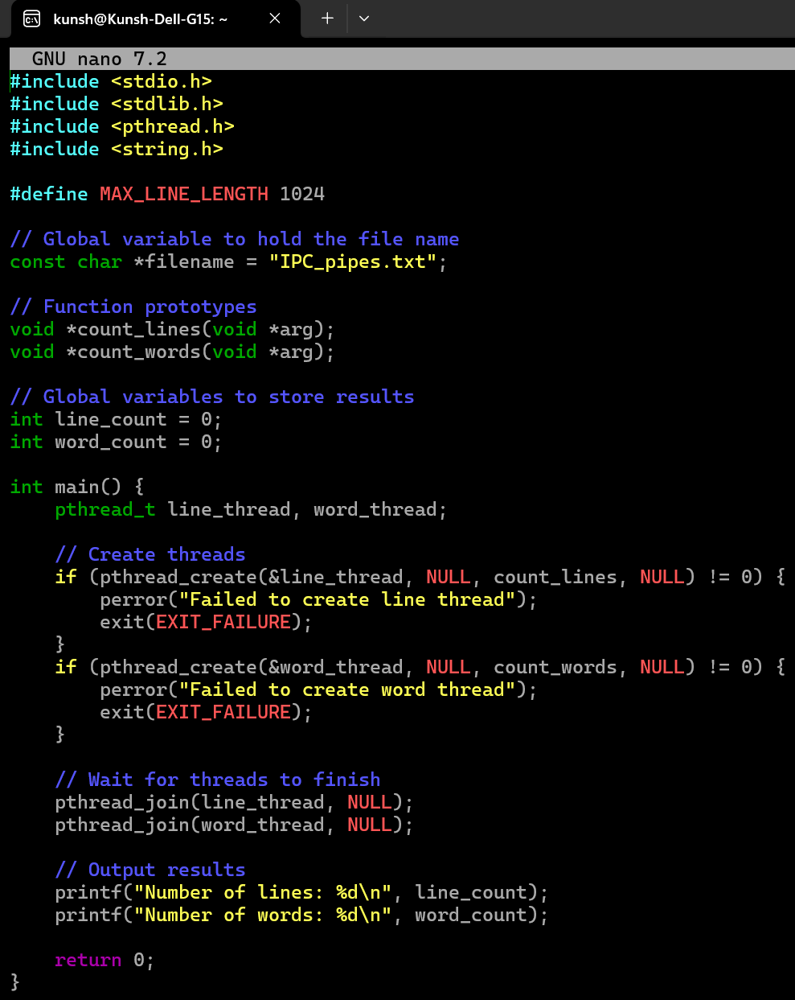 kunsh@Kunsh-Dell-G15: ~
GNU nano 7.2
#include <stdio.h>
#include <stdlib.h>
#include <pthread.h>
#include <string.h>

#define MAX_LINE_LENGTH 1024

// Global variable to hold the file name
const char *filename = "IPC_pipes.txt";

// Function prototypes
void *count_lines(void *arg);
void *count_words(void *arg);

// Global variables to store results
int line_count = 0;
int word_count = 0;

int main() {
    pthread_t line_thread, word_thread;

    // Create threads
    if (pthread_create(&line_thread, NULL, count_lines, NULL) != 0) {
        perror("Failed to create line thread");
        exit(EXIT_FAILURE);
    }
    if (pthread_create(&word_thread, NULL, count_words, NULL) != 0) {
        perror("Failed to create word thread");
        exit(EXIT_FAILURE);
    }

    // Wait for threads to finish
    pthread_join(line_thread, NULL);
    pthread_join(word_thread, NULL);

    // Output results
    printf("Number of lines: %d\n", line_count);
    printf("Number of words: %d\n", word_count);

    return 0;
}